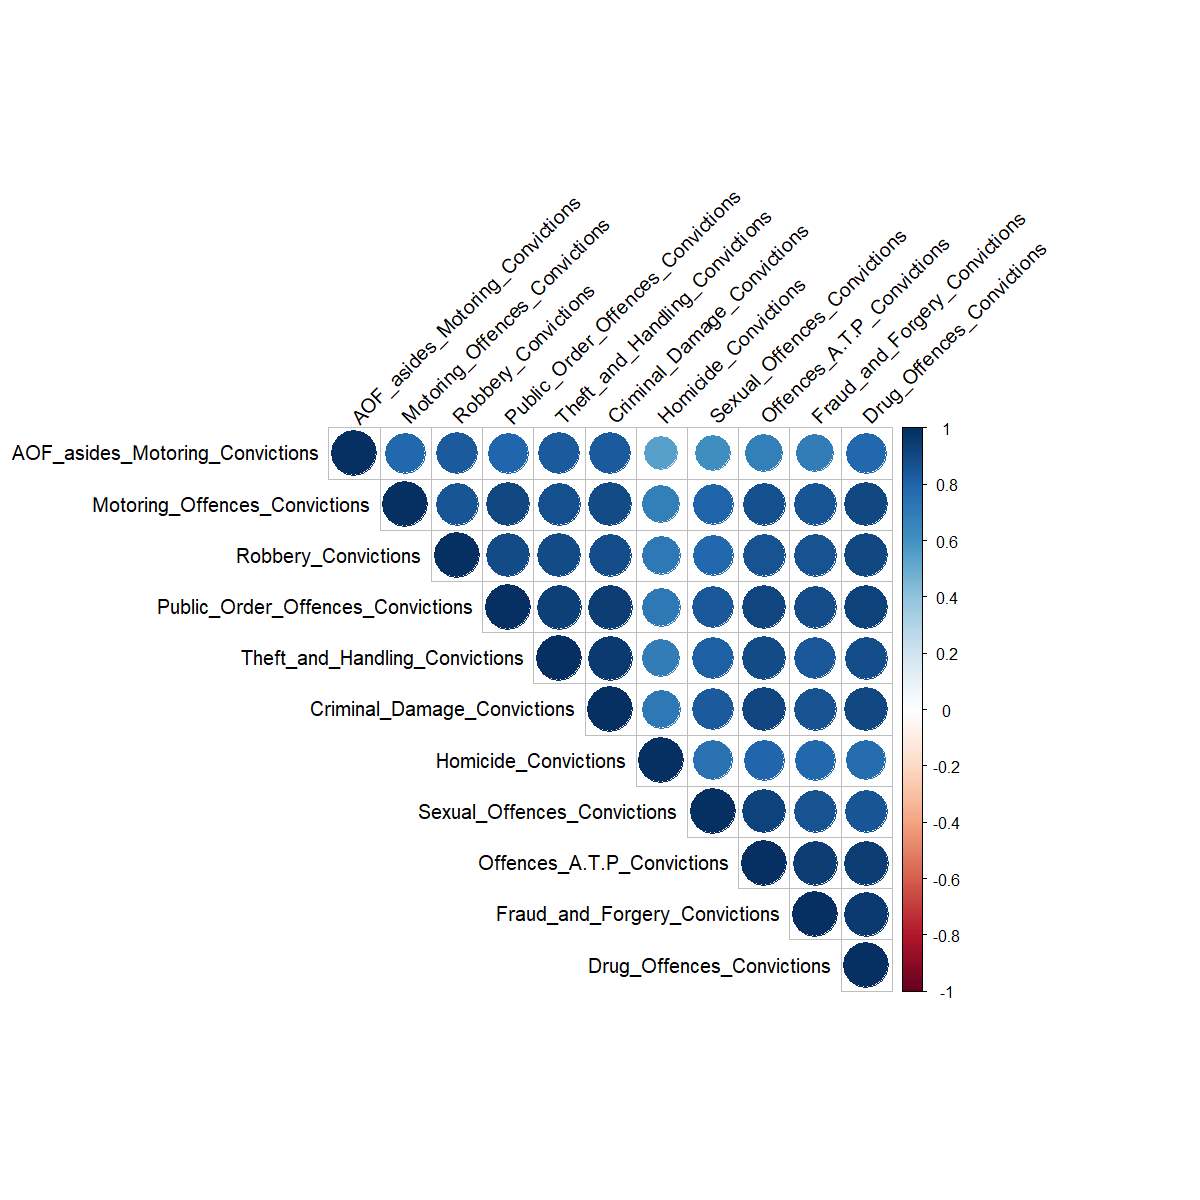 AOF_asides_Motoring_Convictions
Motoring_Offences_Convictions
Robbery_Convictions
Public_Order_Offences_Convictions
Theft_and_Handling_Convictions
Criminal_Damage_Convictions
Homicide_Convictions
Sexual_Offences_Convictions
Offences_A.T.P_Convictions
Fraud_and_Forgery_Convictions
Drug_Offences_Convictions
AOF_asides_Motoring_Convictions
Motoring_Offences_Convictions
Robbery_Convictions
Public_Order_Offences_Convictions
Theft_and_Handling_Convictions
Criminal_Damage_Convictions
Homicide_Convictions
Sexual_Offences_Convictions
Offences_A.T.P_Convictions
Fraud_and_Forgery_Convictions
Drug_Offences_Convictions
1
0.8
0.6
0.4
0.2
0
-0.2
-0.4
-0.6
-0.8
-1